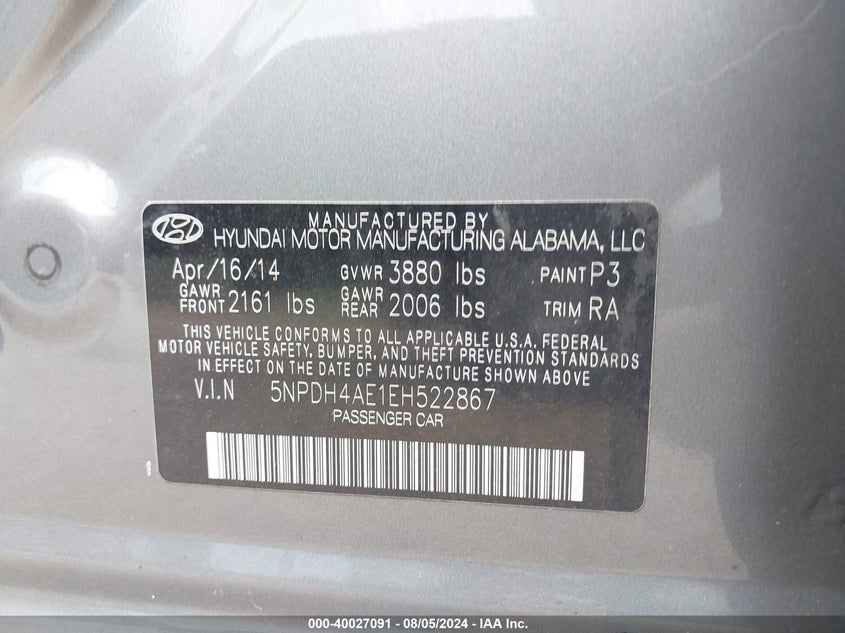 MANUFACTURED BY
HYUNDAI MOTOR MANUFACTURING ALABAMA, LLC
Apr/16/14 GVWR 3880 lbs PAINT P3
GAWR FRONT 2161 lbs GAWR REAR 2006 lbs TRIM RA
THIS VEHICLE CONFORMS TO ALL APPLICABLE U.S.A. FEDERAL
MOTOR VEHICLE SAFETY, BUMPER, AND THEFT PREVENTION STANDARDS
IN EFFECT ON THE DATE OF MANUFACTURE SHOWN ABOVE.
V.I.N 5NPDH4AE1EH522867
PASSENGER CAR
000-40027091 - 08/05/2024 - IAA Inc.